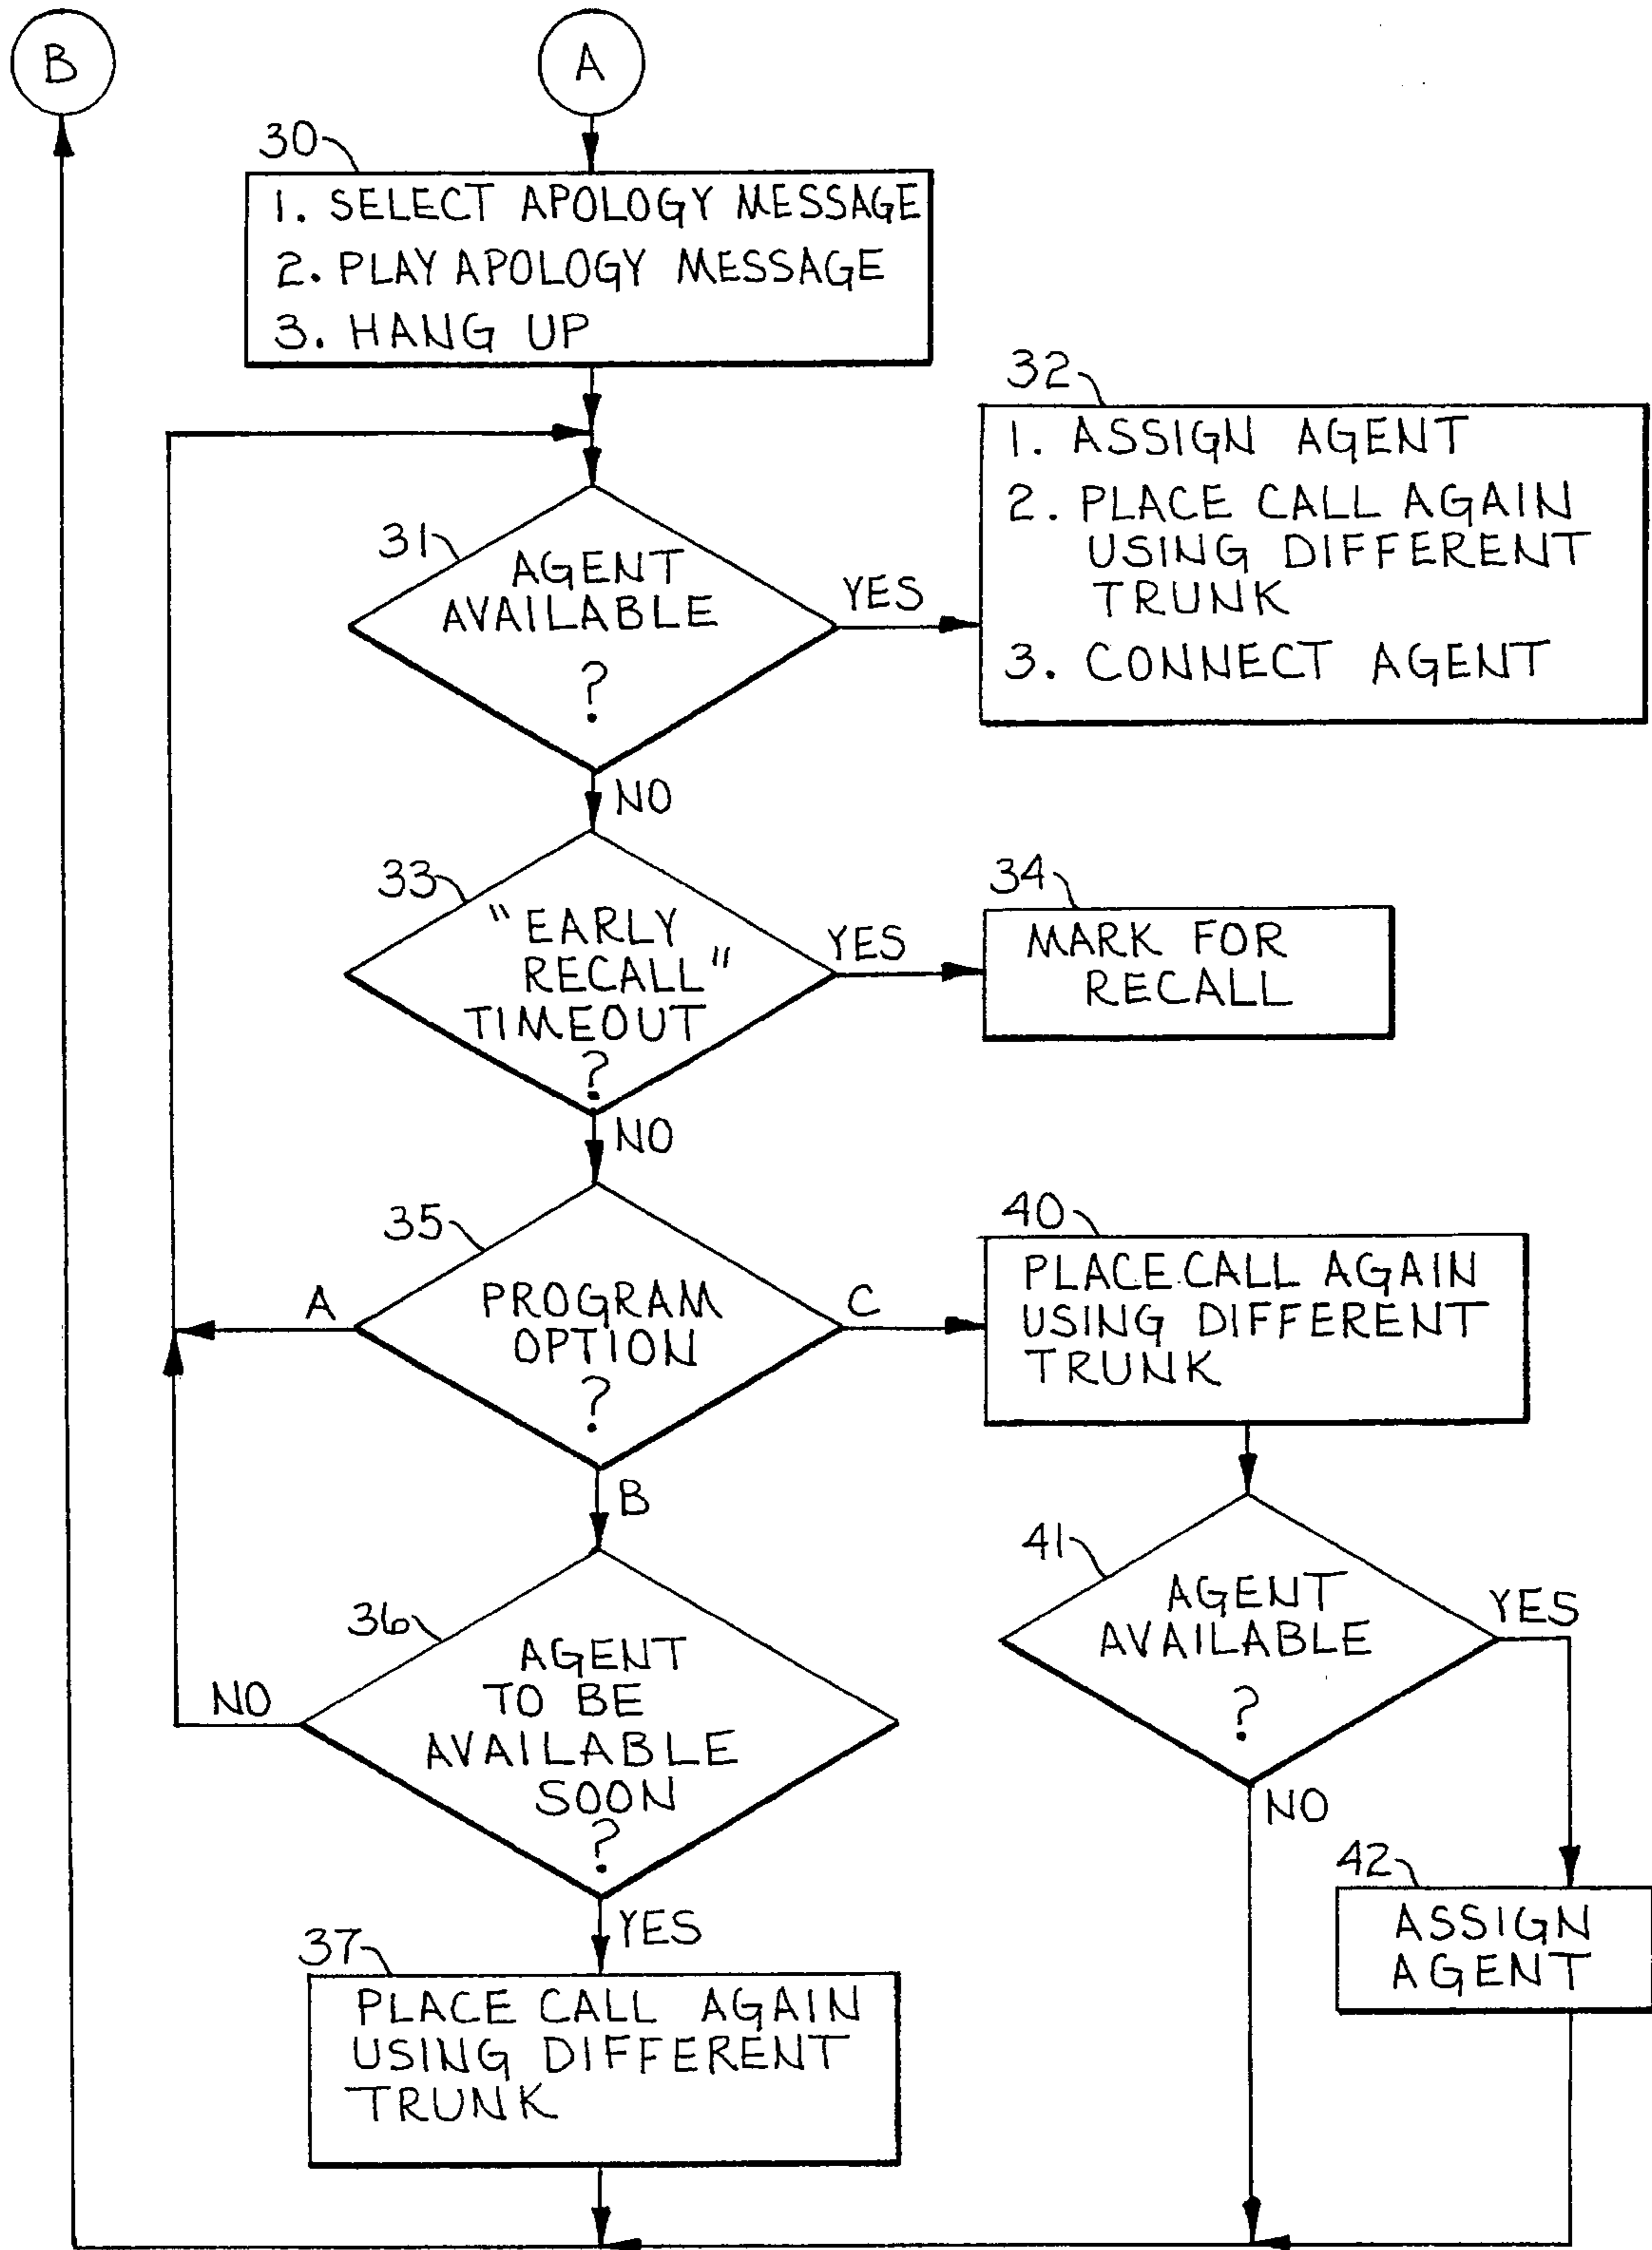 B
A
30
1. SELECT APOLOGY MESSAGE
2. PLAY APOLOGY MESSAGE
3. HANG UP
31
AGENT
AVAILABLE
?
YES
32
1. ASSIGN AGENT
2. PLACE CALL AGAIN
USING DIFFERENT
TRUNK
3. CONNECT AGENT
NO
33
"EARLY
RECALL"
TIMEOUT
?
YES
34
MARK FOR
RECALL
NO
35
PROGRAM
OPTION
?
A
C
40
PLACE CALL AGAIN
USING DIFFERENT
TRUNK
B
36
AGENT
TO BE
AVAILABLE
SOON
?
NO
41
AGENT
AVAILABLE
?
YES
NO
42
ASSIGN
AGENT
YES
37
PLACE CALL AGAIN
USING DIFFERENT
TRUNK